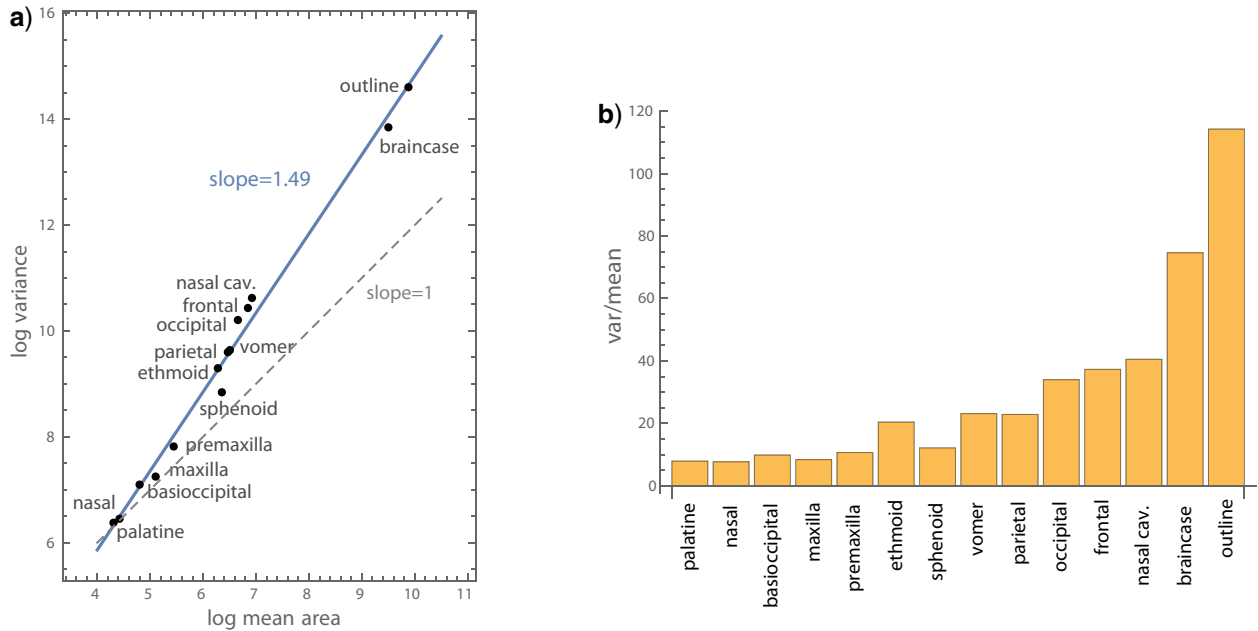 a)
16
14
12
10
8
6
log variance
outline
braincase
slope=1.49
nasal cav.
slope=1
frontal
occipital
parietal
vomer
ethmoid
sphenoid
premaxilla
maxilla
basioccipital
nasal
palatine
4 5 6 7 8 9 10 11
log mean area
b)
120
100
80
60
40
20
0
var/mean
palatine
nasal
basioccipital
maxilla
premaxilla
ethmoid
sphenoid
vomer
parietal
occipital
frontal
nasal cav.
braincase
outline